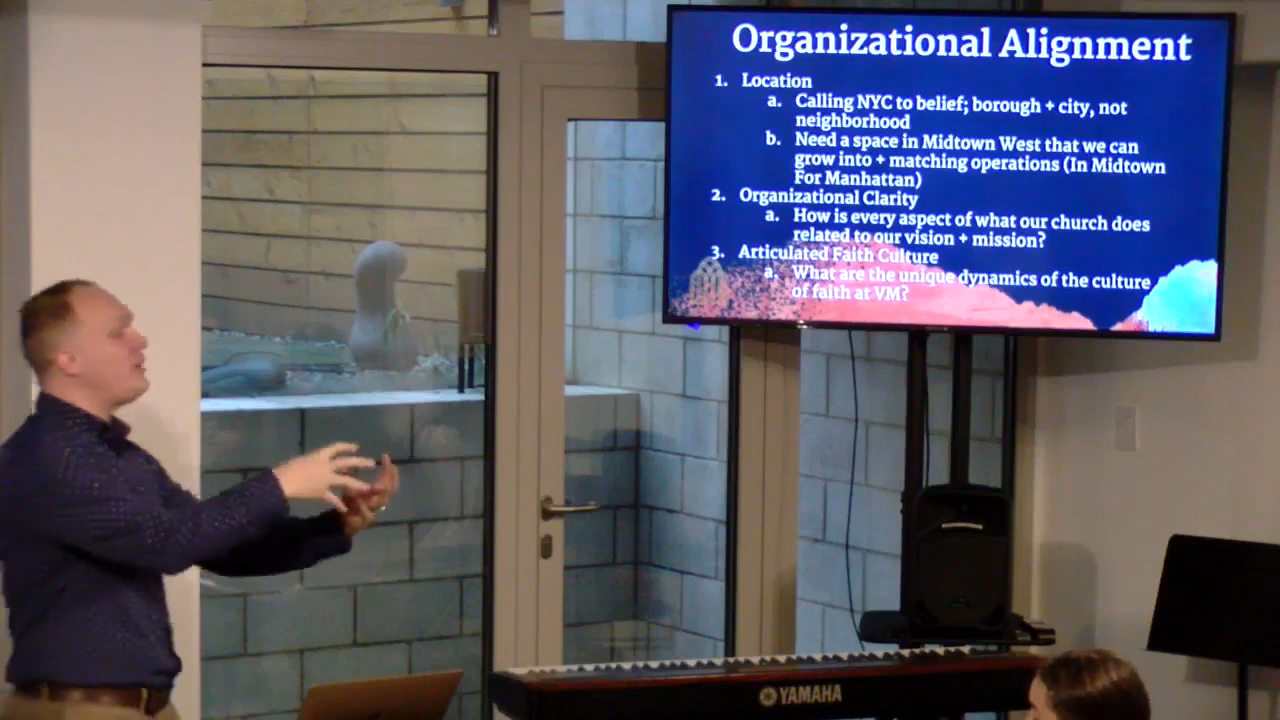 Organizational Alignment
1. Location
a. Calling NYC to belief; borough + city, not
neighborhood
b. Need a space in Midtown West that we can
grow into + matching operations (In Midtown
For Manhattan)
2. Organizational Clarity
a. How is every aspect of what our church does
related to our vision + mission?
3. Articulated Faith Culture
a. What are the unique dynamics of the culture
of faith at VM?
YAMAHA